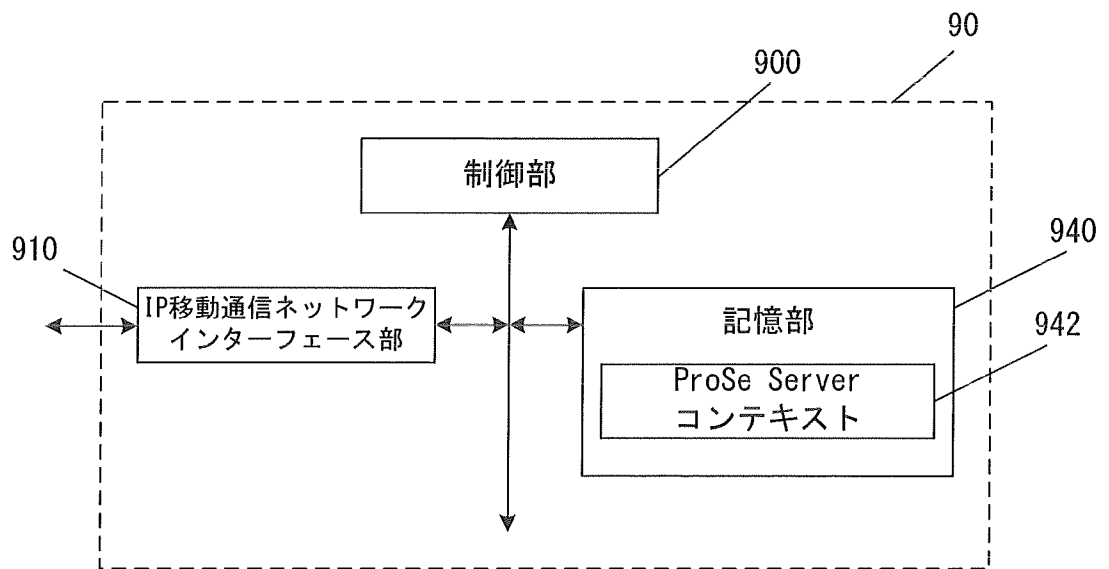 90
900
制御部
910
940
IP移動通信ネットワーク
インターフェース部
記憶部
942
ProSe Server
コンテキスト